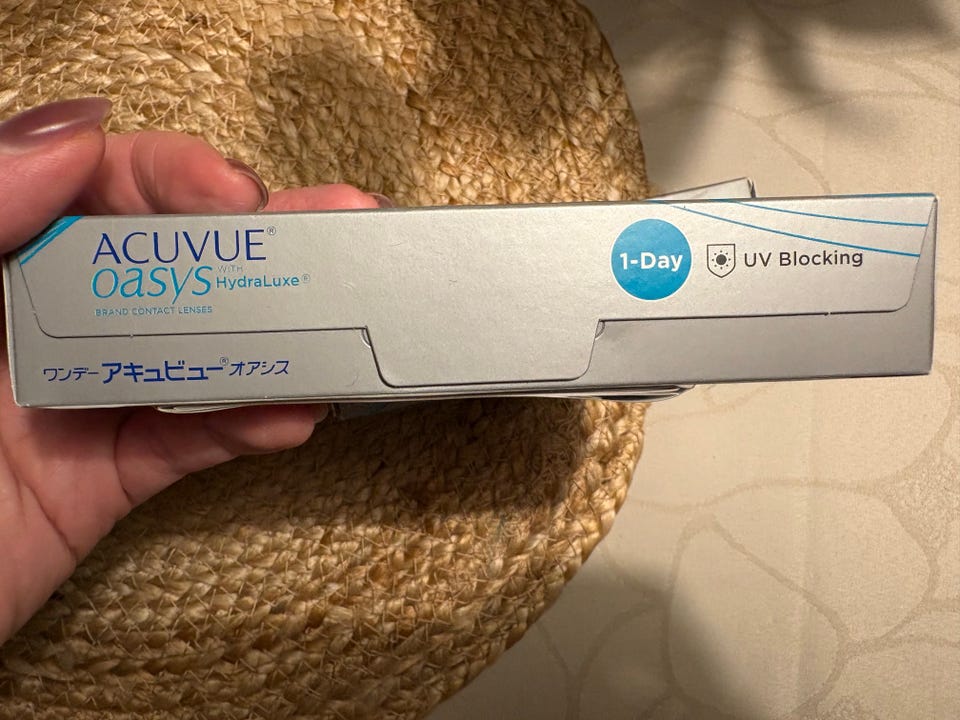 ACUVUE®
oasys WITH HydraLuxe®
BRAND CONTACT LENSES
1-Day
UV Blocking
ワンデー アキュビュー® オアシス